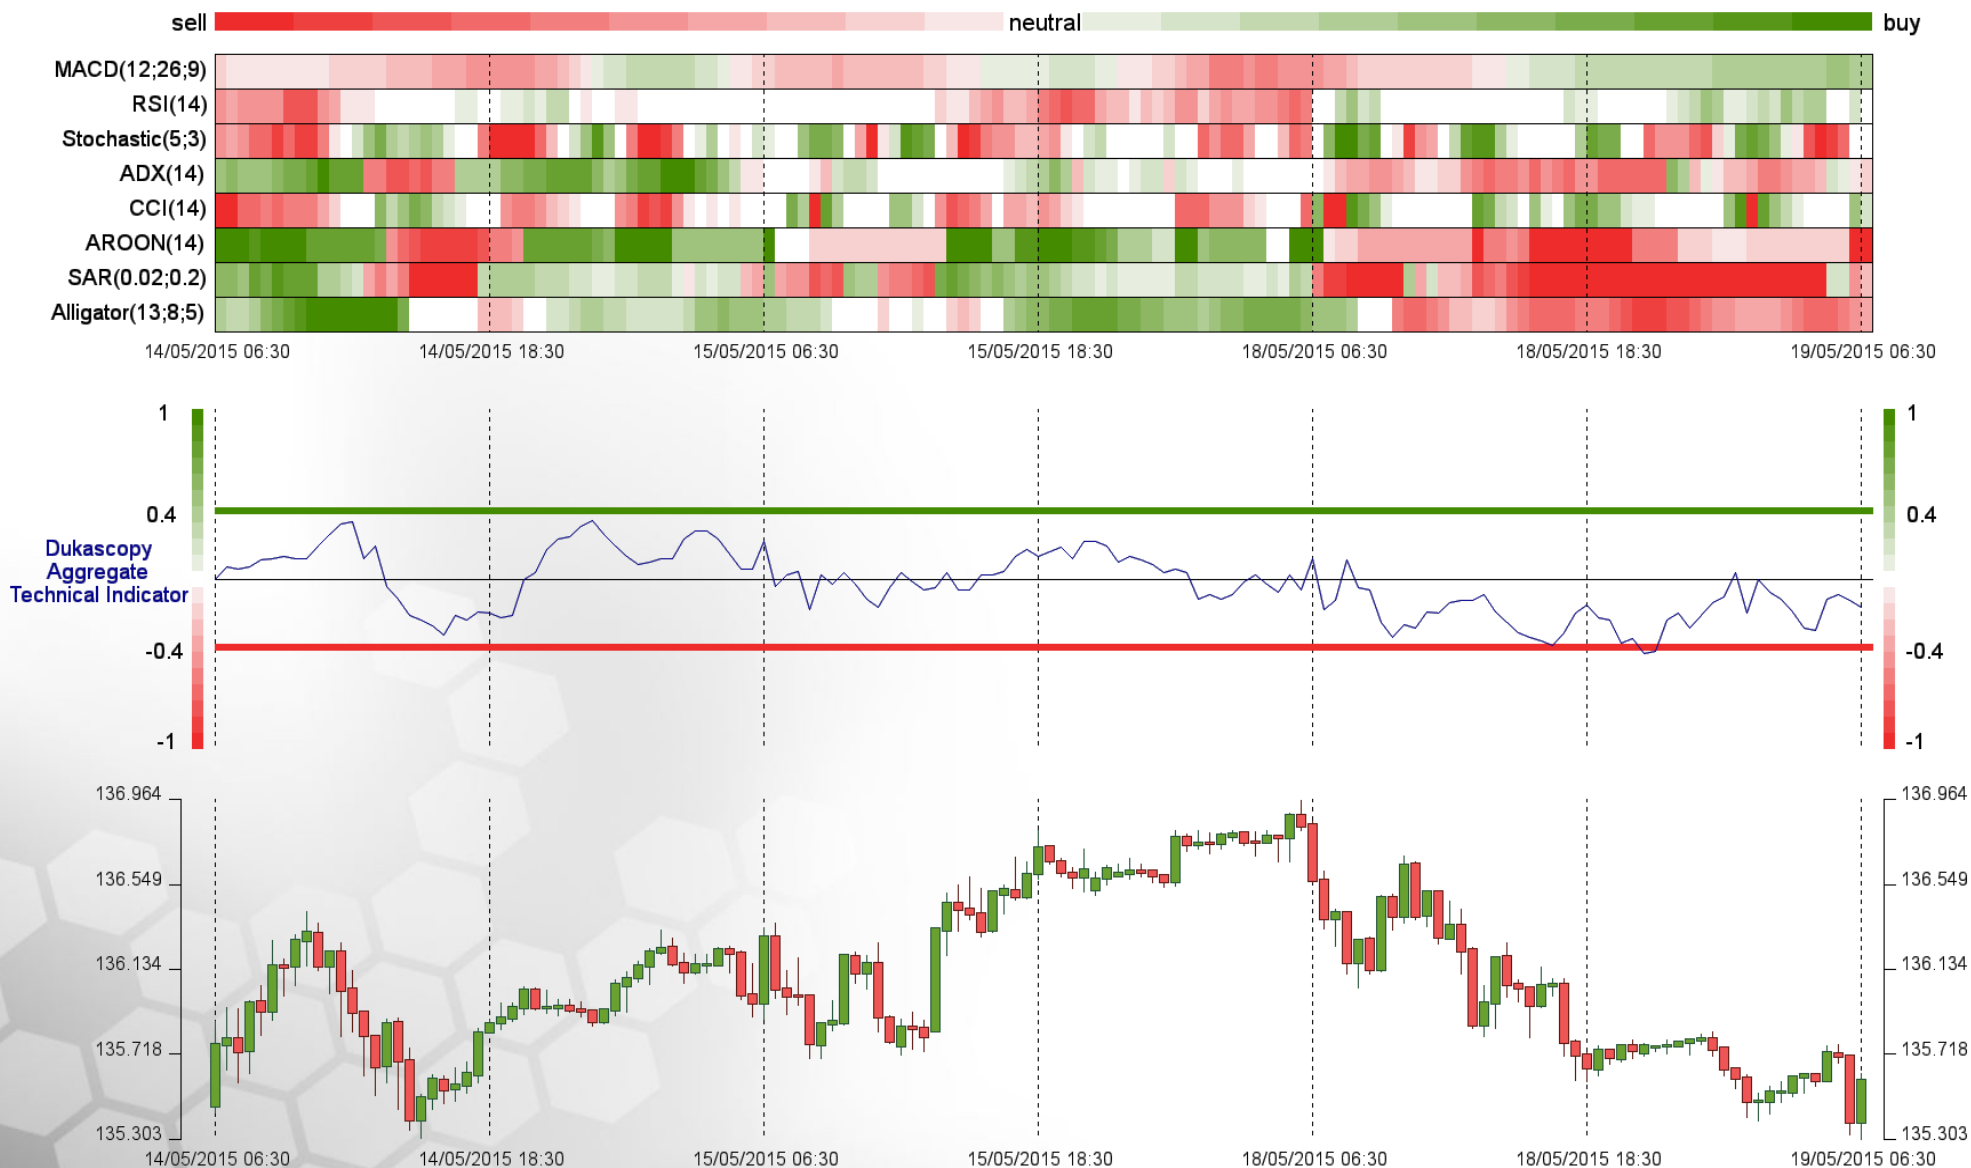 sell neutral buy
MACD(12;26;9)
RSI(14)
Stochastic(5;3)
ADX(14)
CCI(14)
AROON(14)
SAR(0.02;0.2)
Alligator(13;8;5)
14/05/2015 06:30 14/05/2015 18:30 15/05/2015 06:30 15/05/2015 18:30 18/05/2015 06:30 18/05/2015 18:30 19/05/2015 06:30
1 1
0.4 0.4
Dukascopy
Aggregate
Technical Indicator
-0.4 -0.4
-1 -1
136.964 136.964
136.549 136.549
136.134 136.134
135.718 135.718
135.303 135.303
14/05/2015 06:30 14/05/2015 18:30 15/05/2015 06:30 15/05/2015 18:30 18/05/2015 06:30 18/05/2015 18:30 19/05/2015 06:30